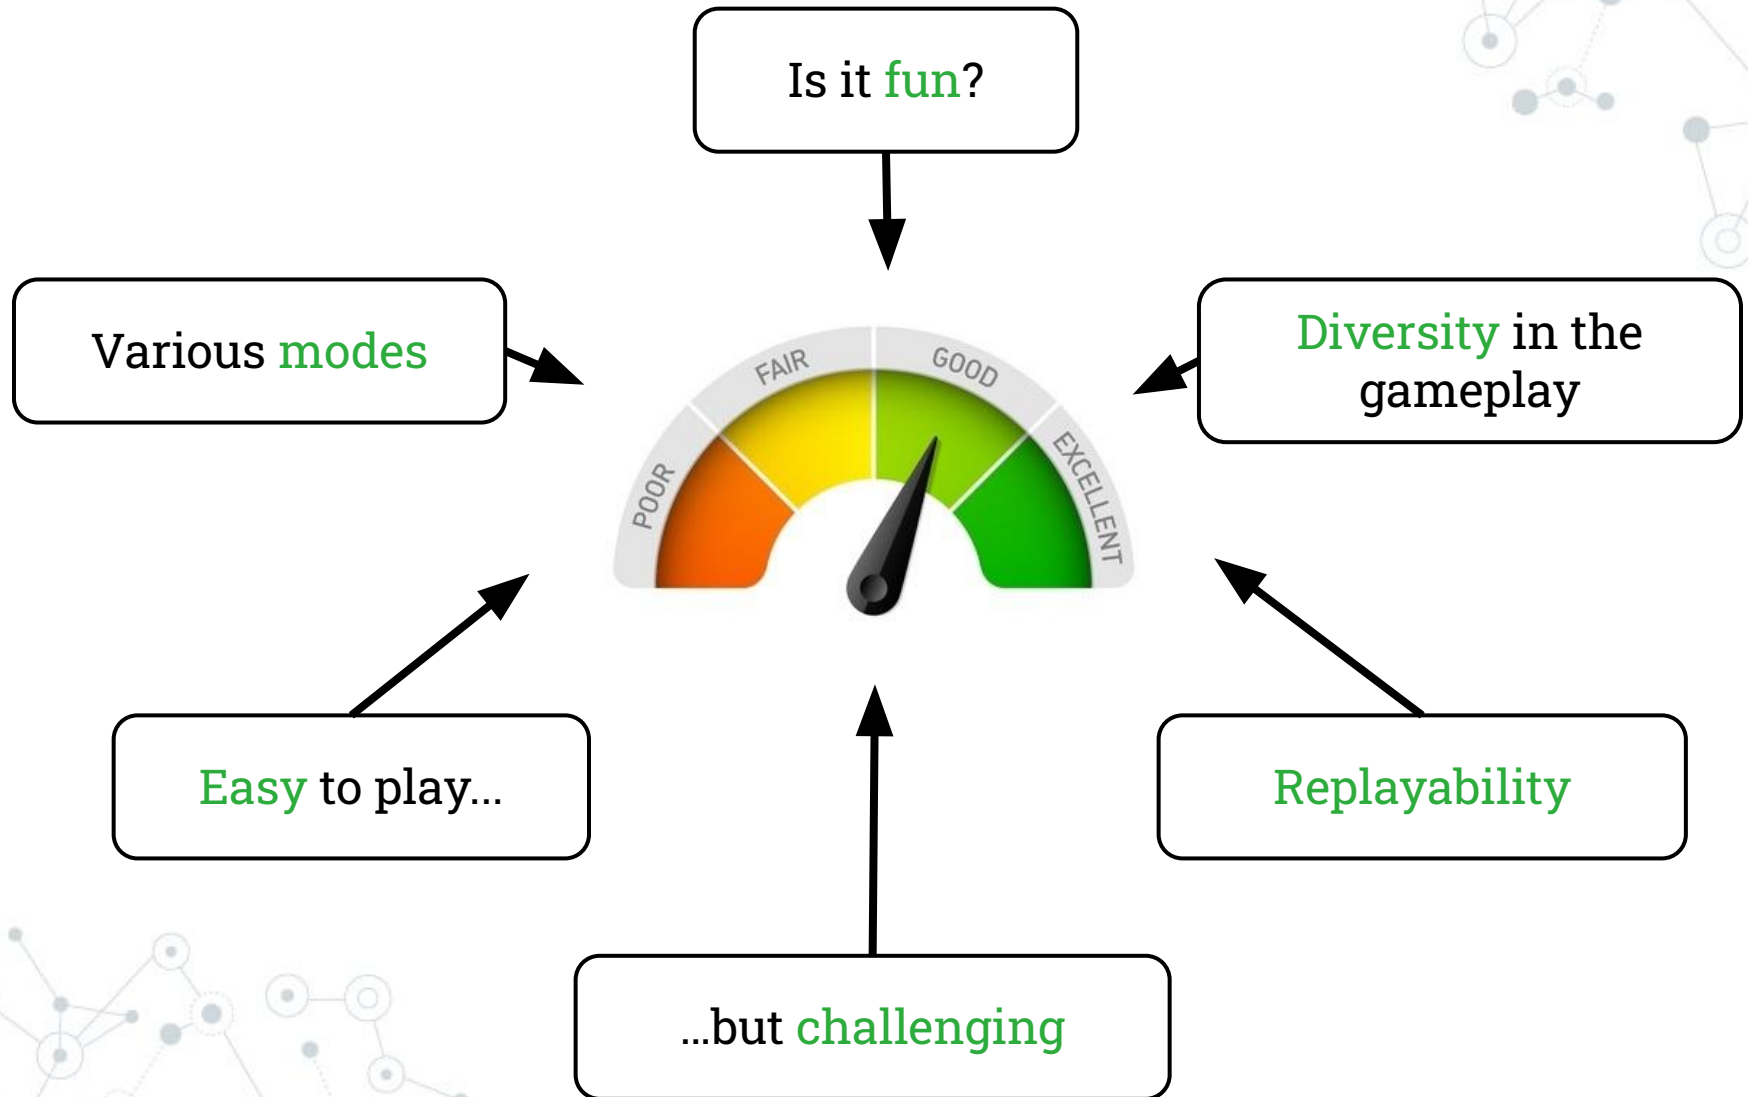 Is it fun?
Various modes
Diversity in the
gameplay
POOR
FAIR
GOOD
EXCELLENT
Easy to play...
Replayability
...but challenging